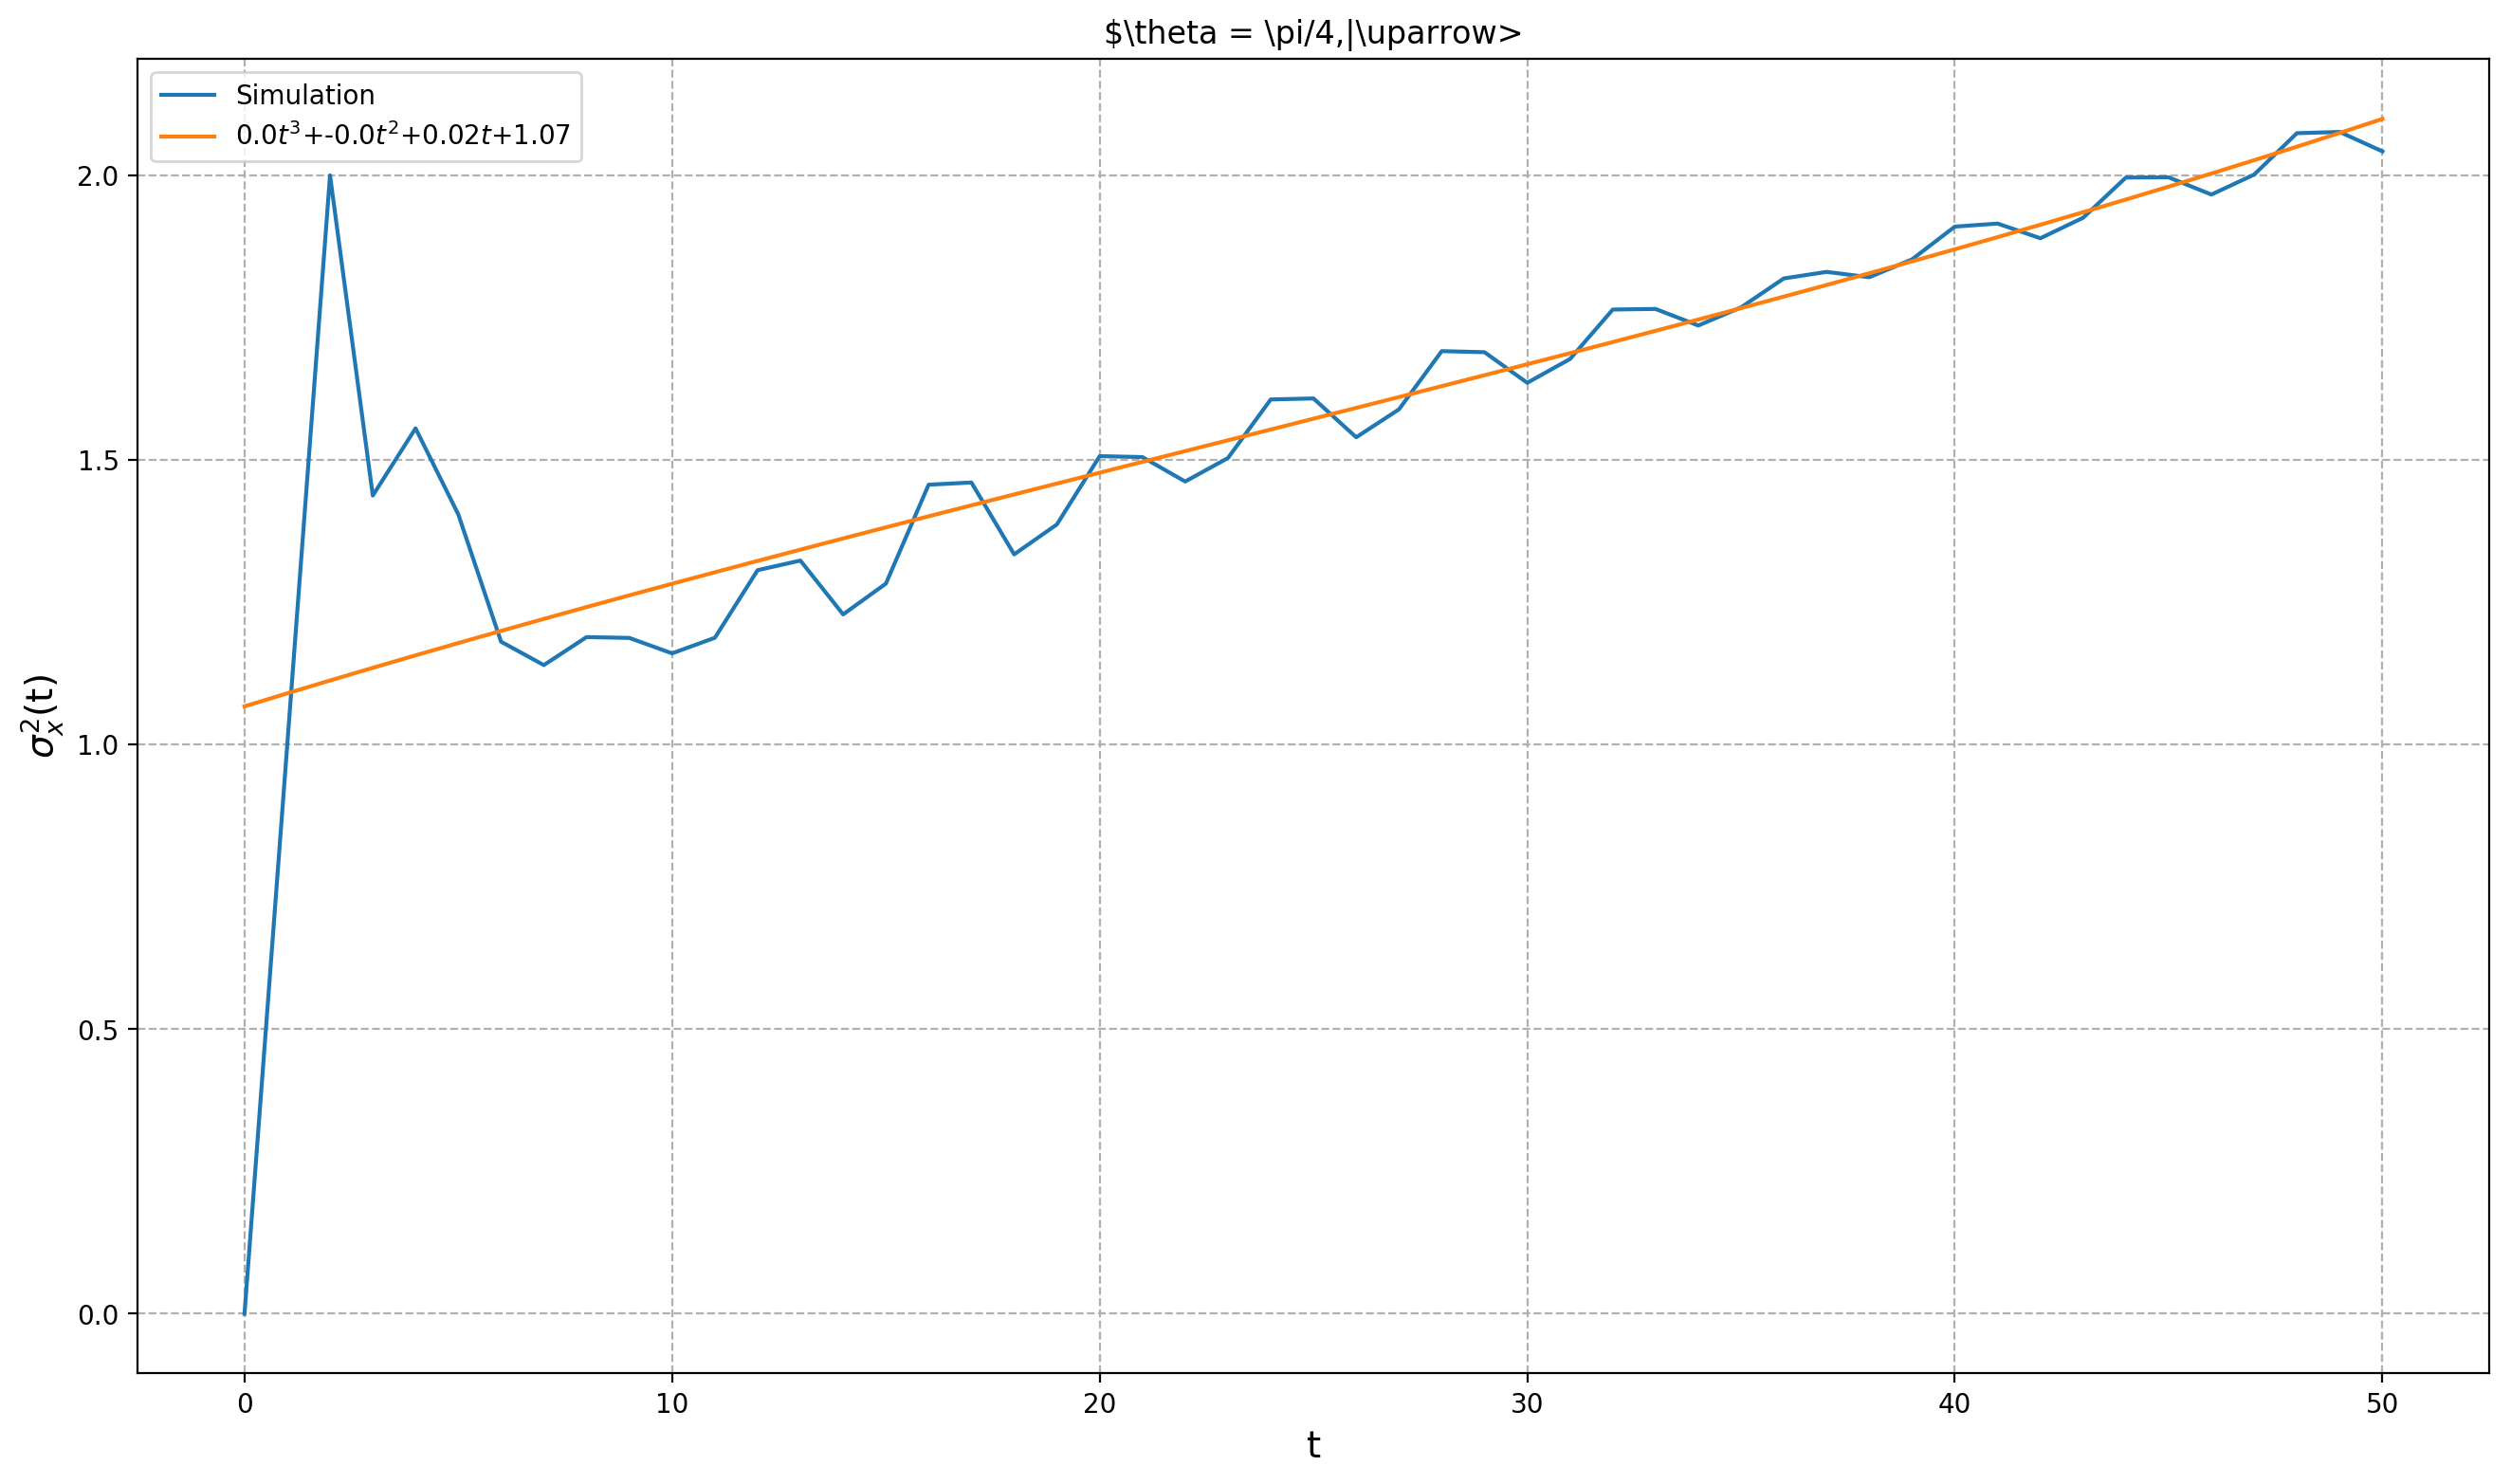 $\theta = \pi/4,|\uparrow>
Simulation
0.0t³+-0.0t²+0.02t+1.07
σ²ₓ(t)
2.0
1.5
1.0
0.5
0.0
0 10 20 30 40 50
t